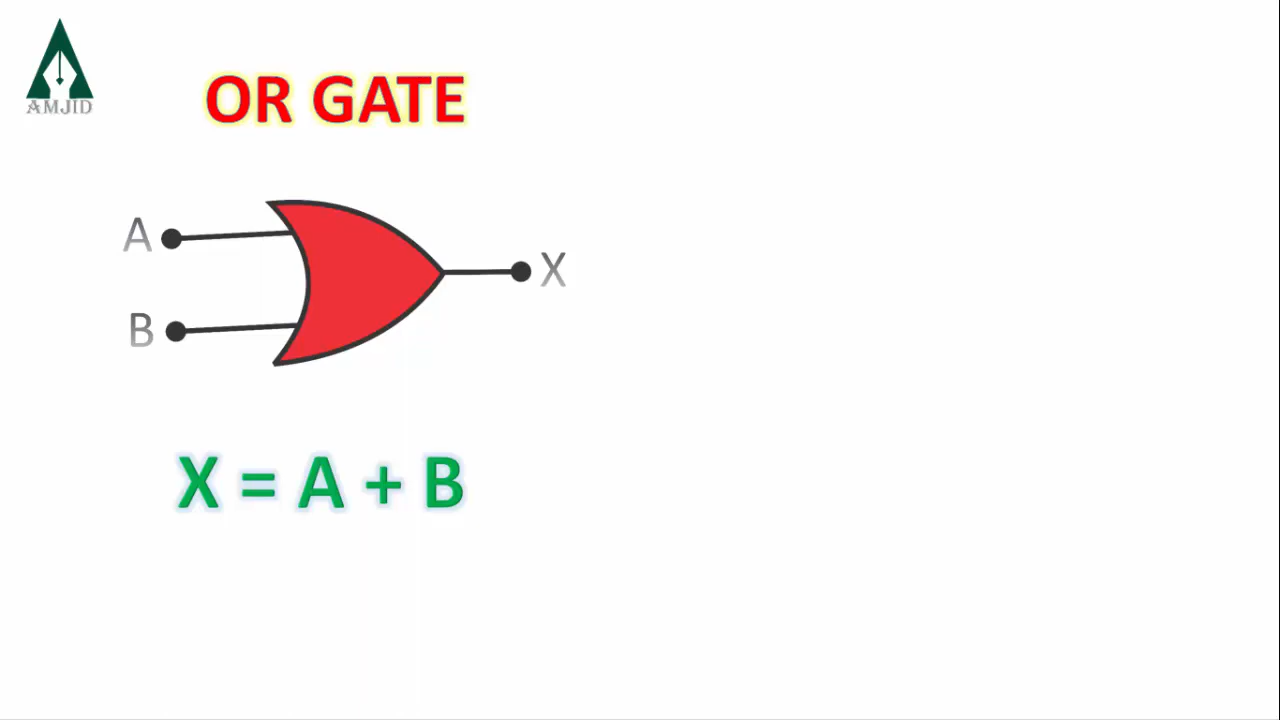 AMJID
OR GATE
A
X
B
X = A + B